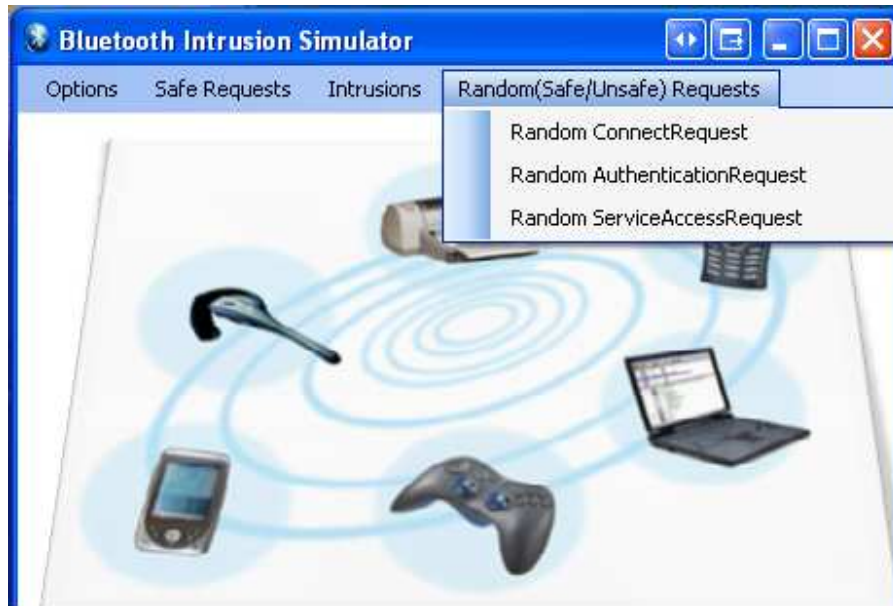 Bluetooth Intrusion Simulator
Options Safe Requests Intrusions Random(Safe/Unsafe) Requests
Random ConnectRequest
Random AuthenticationRequest
Random ServiceAccessRequest